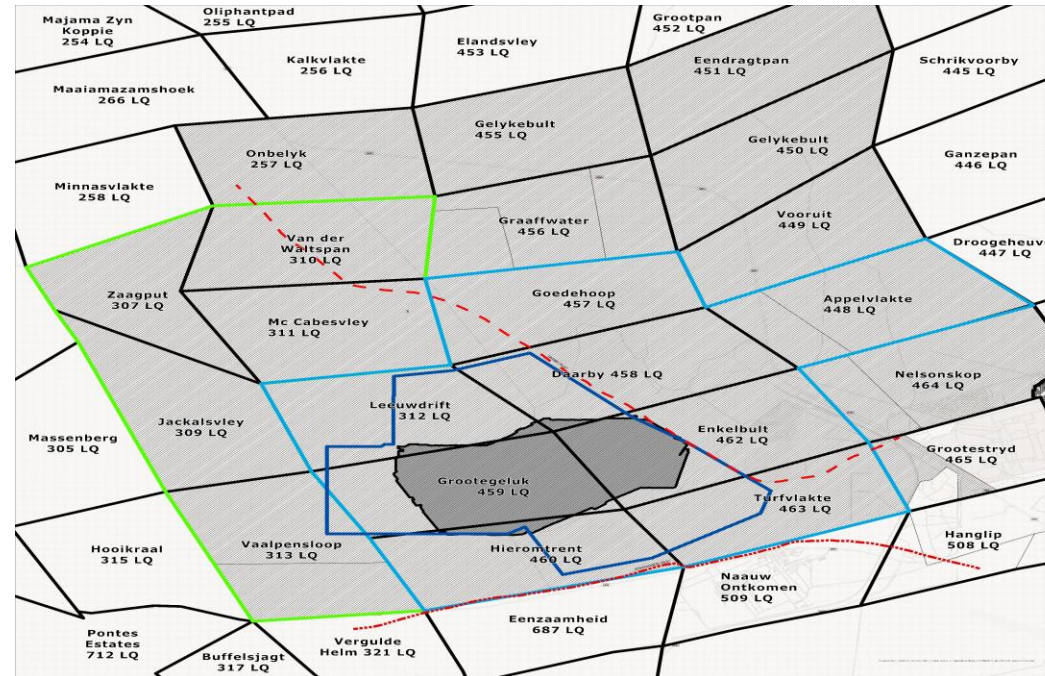 Majama Zyn
Koppie
254 LQ
Oliphantpad
255 LQ
Grootpan
452 LQ
Kalkvlakte
256 LQ
Elandsvley
453 LQ
Eendragtpan
451 LQ
Schrikvoorby
445 LQ
Maaiamazamshoek
266 LQ
Gelykebult
455 LQ
Gelykebult
450 LQ
Onbelyk
257 LQ
Ganzepan
446 LQ
Minnasvlakte
258 LQ
Graaffwater
456 LQ
Vooruit
449 LQ
Van der
Waltspan
310 LQ
Droogeheuv
447 LQ
Zaagput
307 LQ
Goedehoop
457 LQ
Appelvlakte
448 LQ
Mc Cabesvley
311 LQ
Daarby 458 LQ
Nelsonskop
464 LQ
Leeuwdrift
312 LQ
Jackalsvley
309 LQ
Enkelbult
462 LQ
Massenberg
305 LQ
Grootestryd
465 LQ
Grootegeluk
459 LQ
Turfvlakte
463 LQ
Hooikraal
315 LQ
Vaalpensloop
313 LQ
Hieromtrent
460 LQ
Hanglip
508 LQ
Naauw
Ontkomen
509 LQ
Eenzaamheid
687 LQ
Pontes
Estates
712 LQ
Vergulde
Helm 321 LQ
Buffelsjagt
317 LQ